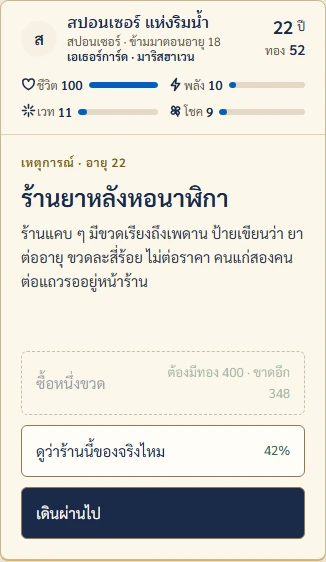 ส
สปอนเซอร์ แห่งริมน้ำ
สปอนเซอร์ · ข้ามมาตอนอายุ 18
เอเธอร์การ์ด · มาริสฮาเวน
22 ปี
ทอง 52
ชีวิต 100
พลัง 10
เวท 11
โชค 9
เหตุการณ์ · อายุ 22
ร้านยาหลังหอนาฬิกา
ร้านแคบ ๆ มีขวดเรียงถึงเพดาน ป้ายเขียนว่า ยา
ต่ออายุ ขวดละสี่ร้อย ไม่ต่อราคา คนแก่สองคน
ต่อแถวรออยู่หน้าร้าน
ซื้อหนึ่งขวด
ต้องมีทอง 400 · ขาดอีก
348
ดูว่าร้านนี้ของจริงไหม
42%
เดินผ่านไป